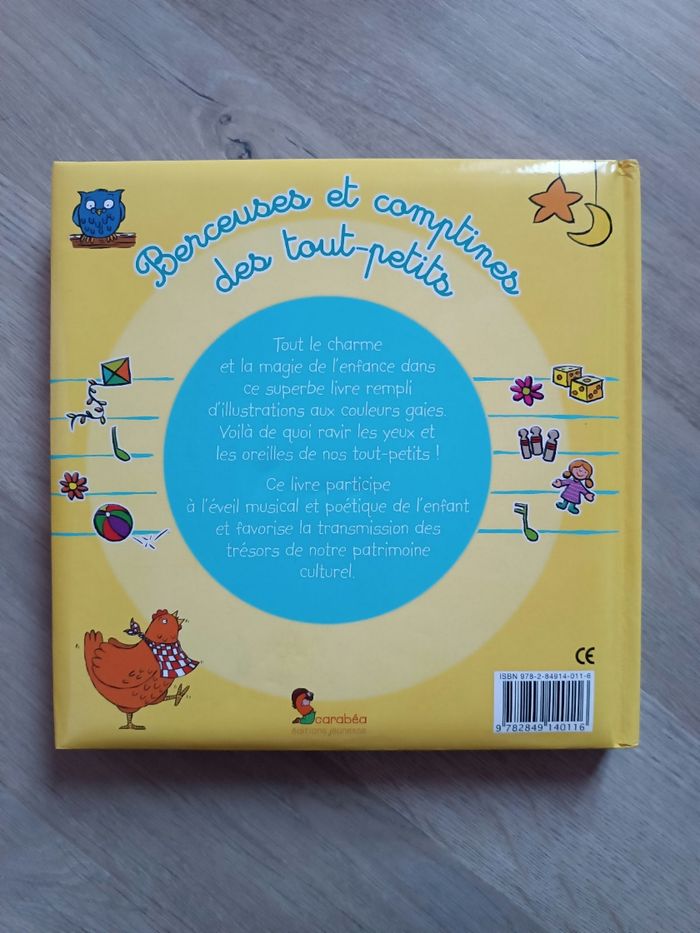 Berceuses et comptines
des tout-petits
Tout le charme
et la magie de l'enfance dans
ce superbe livre rempli
d'illustrations aux couleurs gaies.
Voilà de quoi ravir les yeux et
les oreilles de nos tout-petits !
Ce livre participe
à l'éveil musical et poétique de l'enfant
et favorise la transmission des
trésors de notre patrimoine
culturel.
CE
ISBN 978-2-84914-011-6
9 782849 140116
carabéa
éditions jeunesse